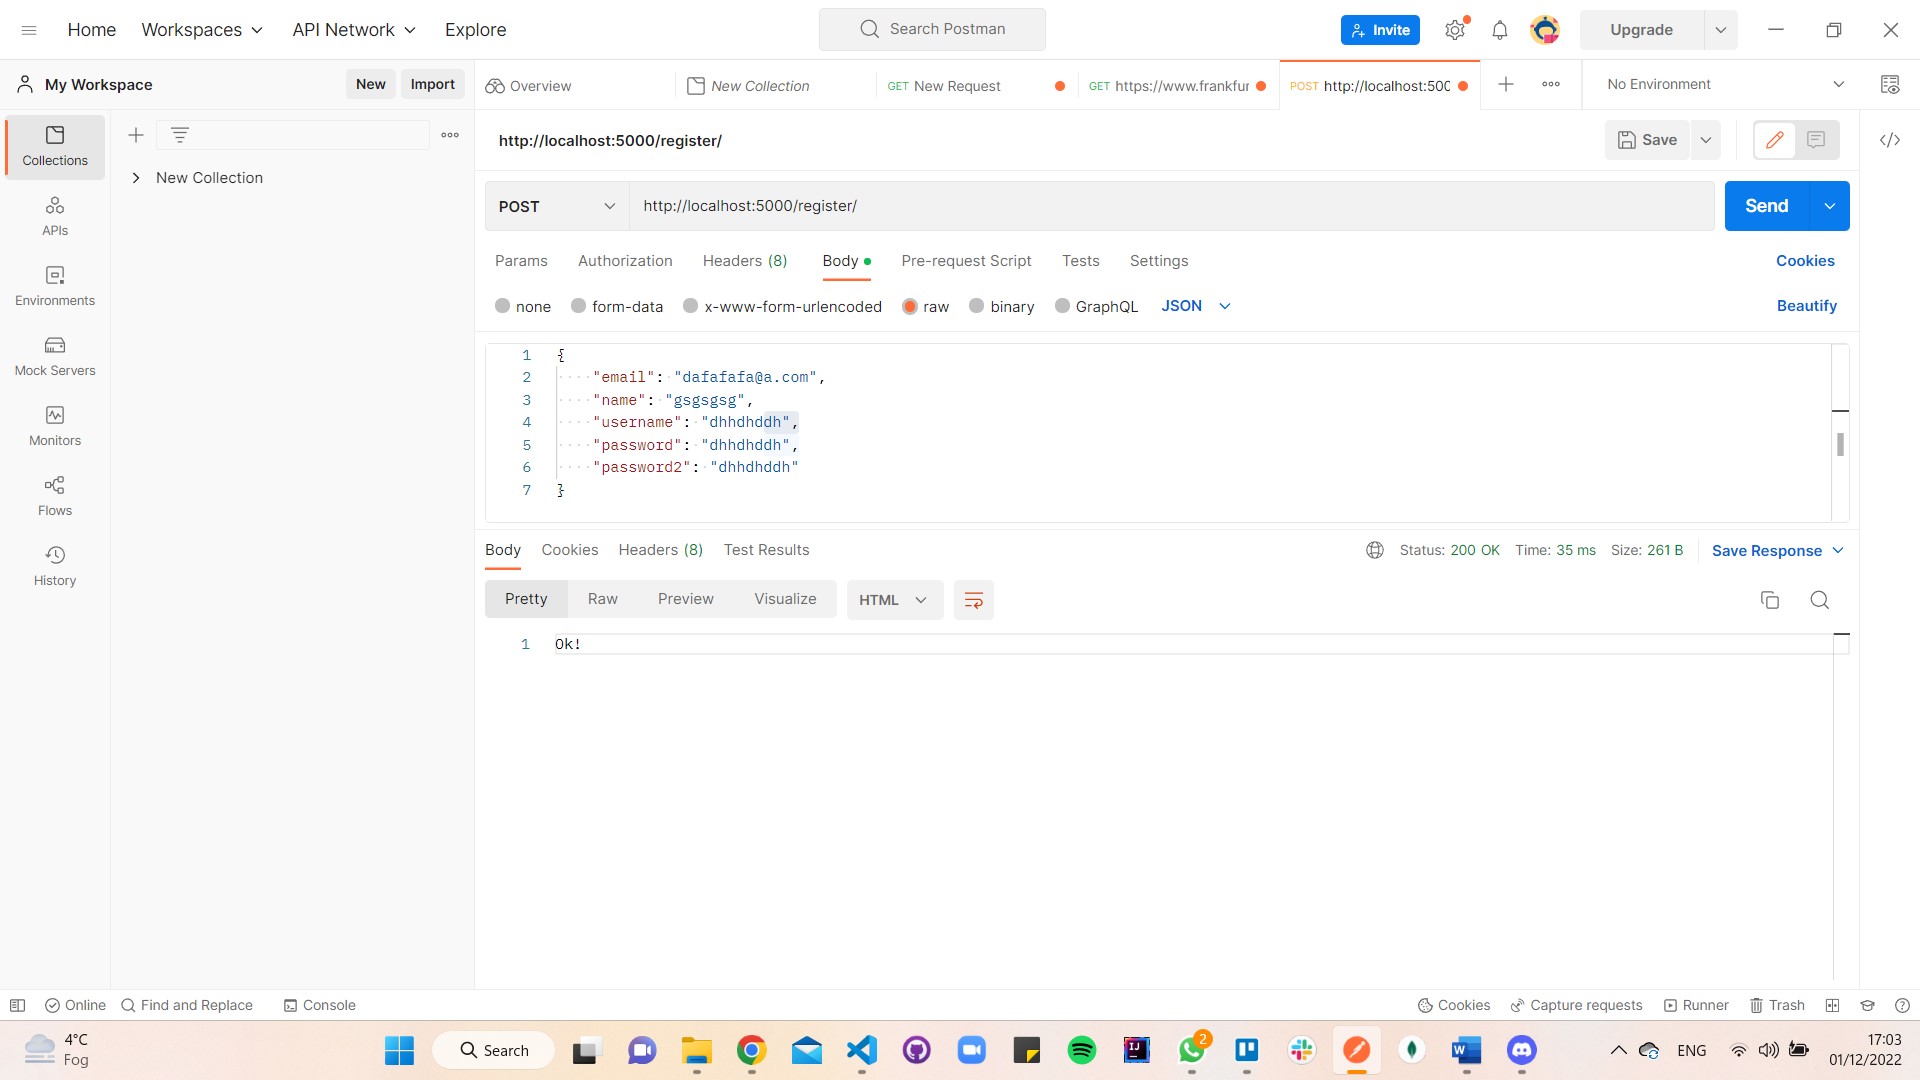 Home
Workspaces
API Network
Explore
Search Postman
Invite
Upgrade
My Workspace
New
Import
Overview
New Collection
GET New Request
GET https://www.frankfur
POST http://localhost:500
No Environment
Collections
APIs
Environments
Mock Servers
Monitors
Flows
History
New Collection
http://localhost:5000/register/
Save
POST
http://localhost:5000/register/
Send
Params
Authorization
Headers (8)
Body
Pre-request Script
Tests
Settings
Cookies
none
form-data
x-www-form-urlencoded
raw
binary
GraphQL
JSON
Beautify
1 {
2 "email": "dafafafa@a.com",
3 "name": "gsgsgsg",
4 "username": "dhhdhddh",
5 "password": "dhhdhddh",
6 "password2": "dhhdhddh"
7 }
Body
Cookies
Headers (8)
Test Results
Status: 200 OK
Time: 35 ms
Size: 261 B
Save Response
Pretty
Raw
Preview
Visualize
HTML
1 Ok!
Online
Find and Replace
Console
Cookies
Capture requests
Runner
Trash
4°C
Fog
Search
2
ENG
17:03
01/12/2022